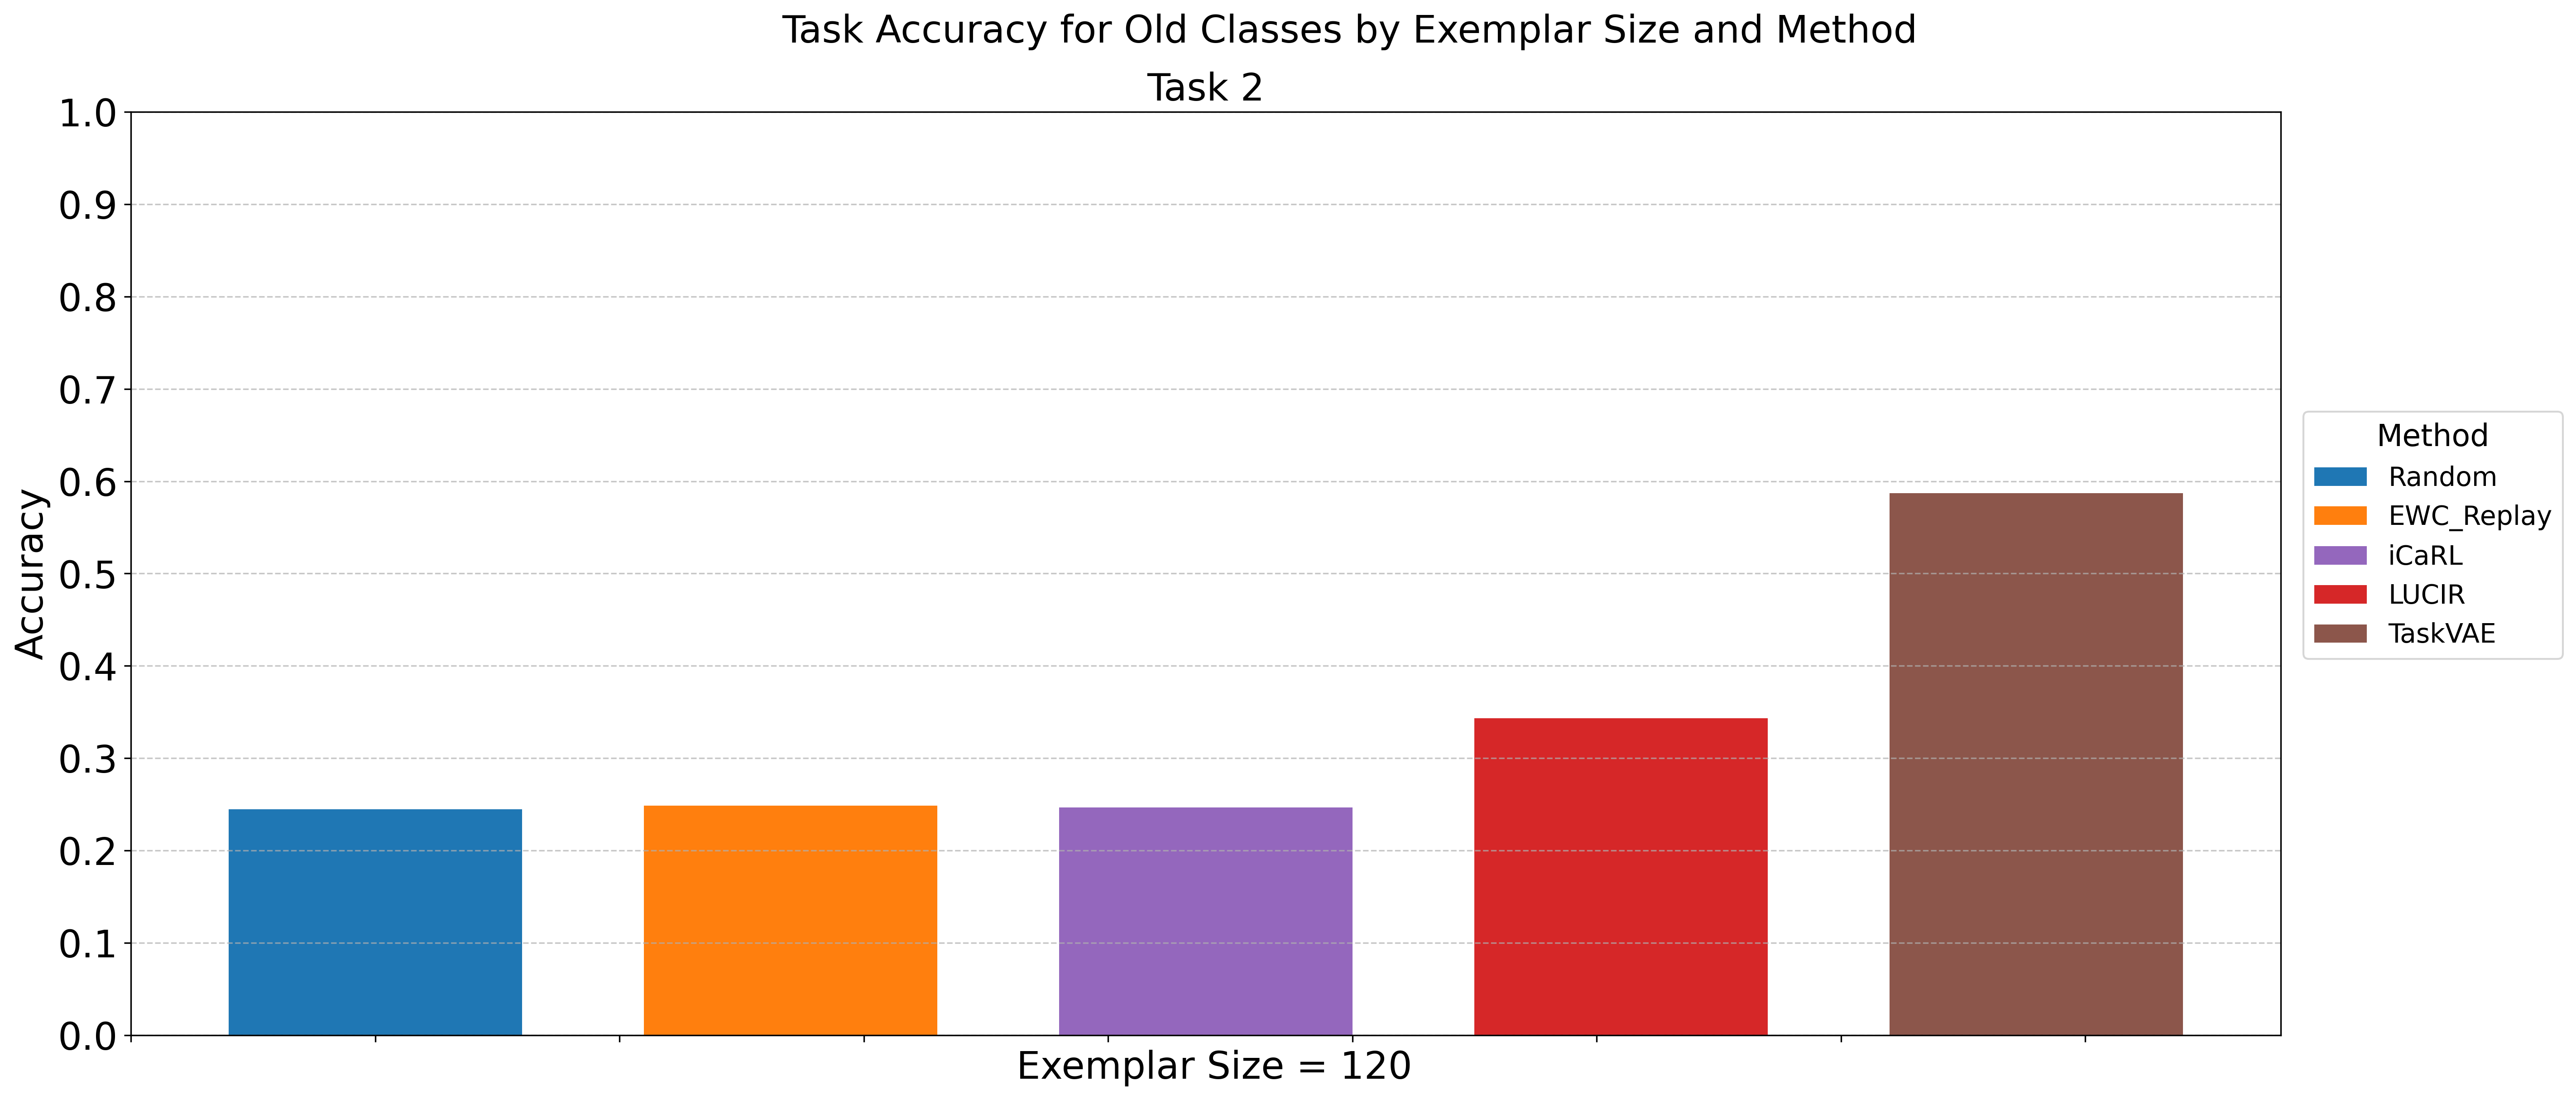 Task Accuracy for Old Classes by Exemplar Size and Method
Task 2
1.0
0.9
0.8
0.7
0.6
0.5
0.4
0.3
0.2
0.1
0.0
Accuracy
Exemplar Size = 120
Method
Random
EWC_Replay
iCaRL
LUCIR
TaskVAE